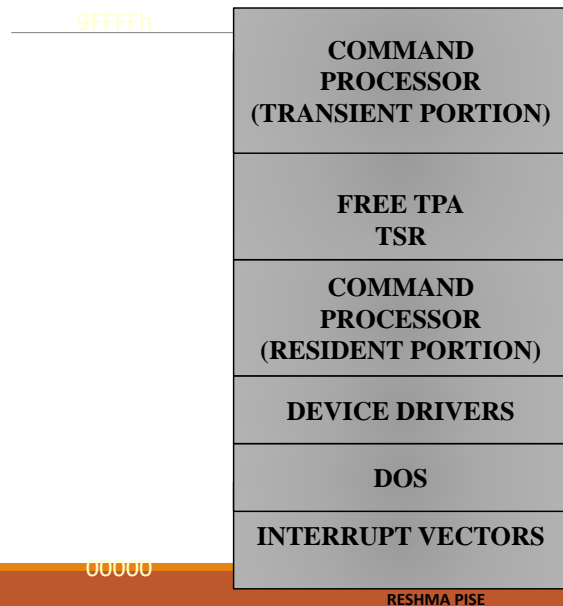 9FFFFh
COMMAND
PROCESSOR
(TRANSIENT PORTION)
FREE TPA
TSR
COMMAND
PROCESSOR
(RESIDENT PORTION)
DEVICE DRIVERS
DOS
INTERRUPT VECTORS
00000
RESHMA PISE